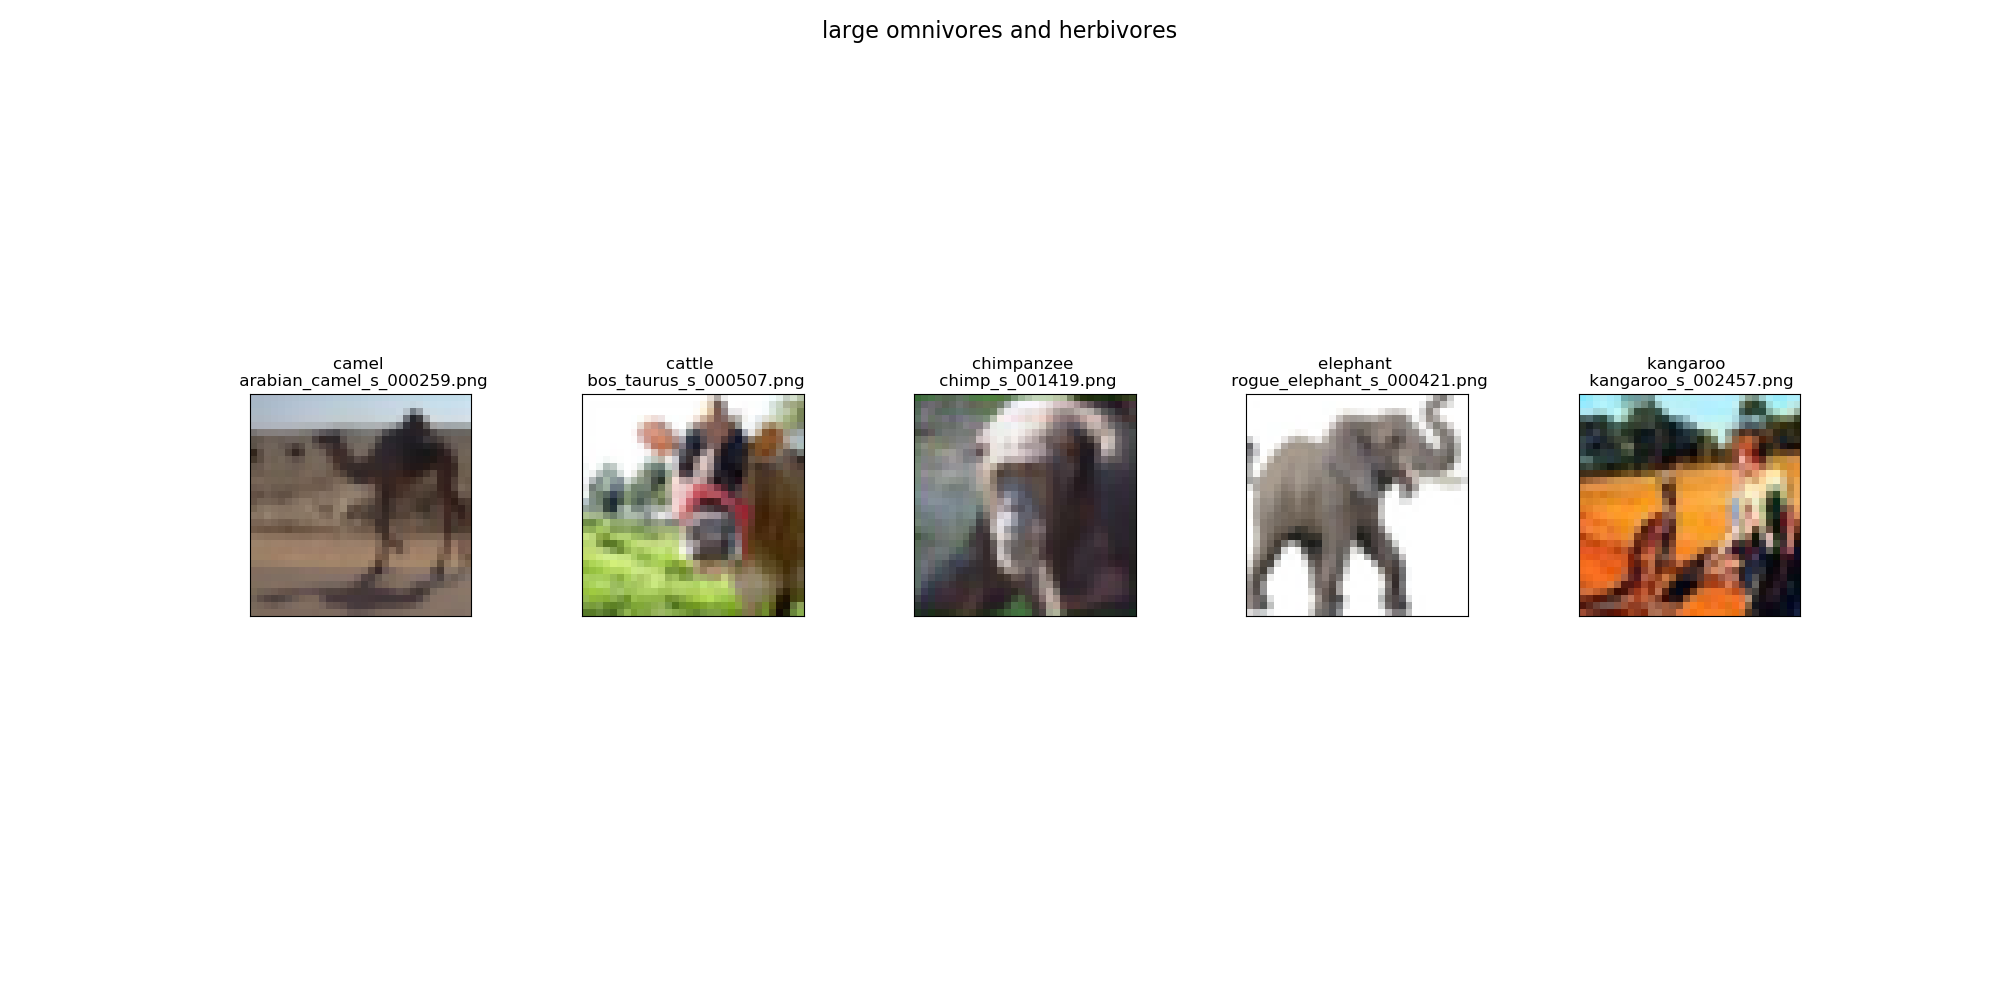 large omnivores and herbivores
camel
arabian_camel_s_000259.png
cattle
bos_taurus_s_000507.png
chimpanzee
chimp_s_001419.png
elephant
rogue_elephant_s_000421.png
kangaroo
kangaroo_s_002457.png